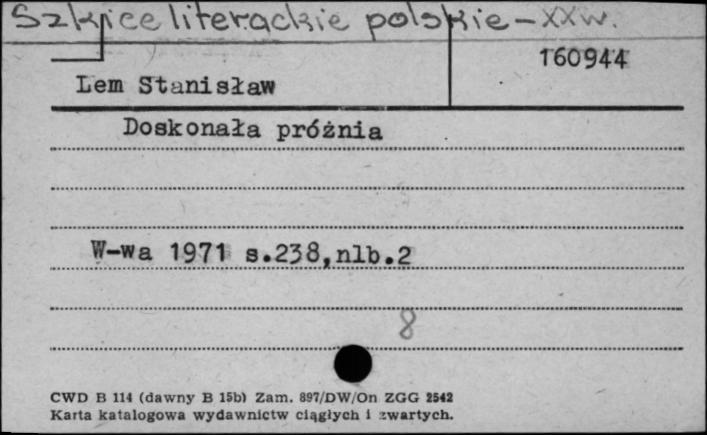 Szkice literackie polskie - XX w.
160944
Lem Stanisław
Doskonała próżnia
W-wa 1971 s.238,nlb.2
8
CWD B 114 (dawny B 15b) Zam. 897/DW/On ZGG 2542
Karta katalogowa wydawnictw ciągłych i zwartych.